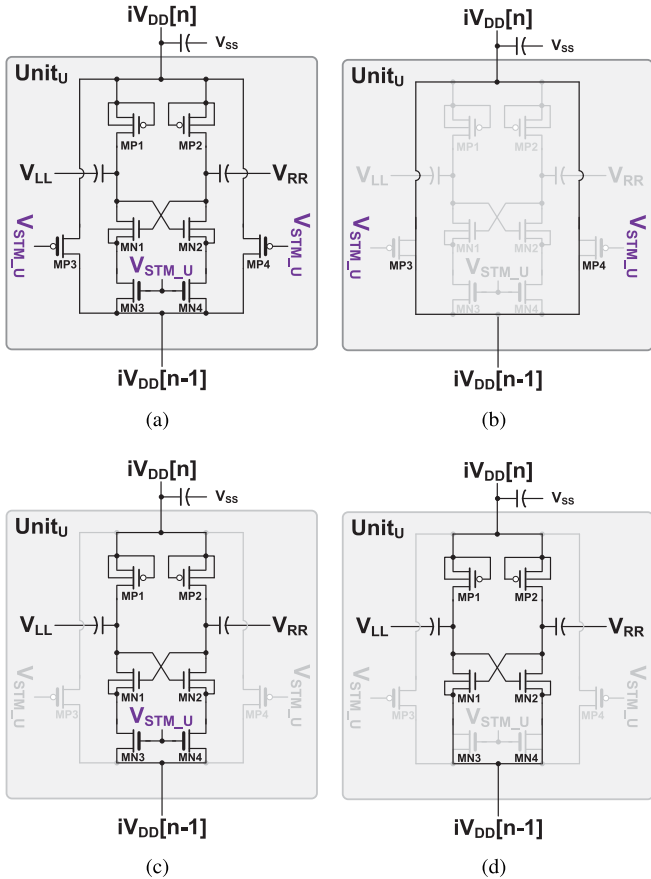 iVDD[n]
VSS
UnitU
MP1 MP2
VLL VRR
VSTM_U VSTM_U
MN1 MN2
MP3 VSTM_U MP4
MN3 MN4
iVDD[n-1]
(a)
iVDD[n]
VSS
UnitU
MP1 MP2
VLL VRR
VSTM_U VSTM_U
MN1 MN2
MP3 VSTM_U MP4
MN3 MN4
iVDD[n-1]
(b)
iVDD[n]
VSS
UnitU
MP1 MP2
VLL VRR
VSTM_U VSTM_U
MN1 MN2
MP3 VSTM_U MP4
MN3 MN4
iVDD[n-1]
(c)
iVDD[n]
VSS
UnitU
MP1 MP2
VLL VRR
VSTM_U VSTM_U
MN1 MN2
MP3 VSTM_U MP4
MN3 MN4
iVDD[n-1]
(d)